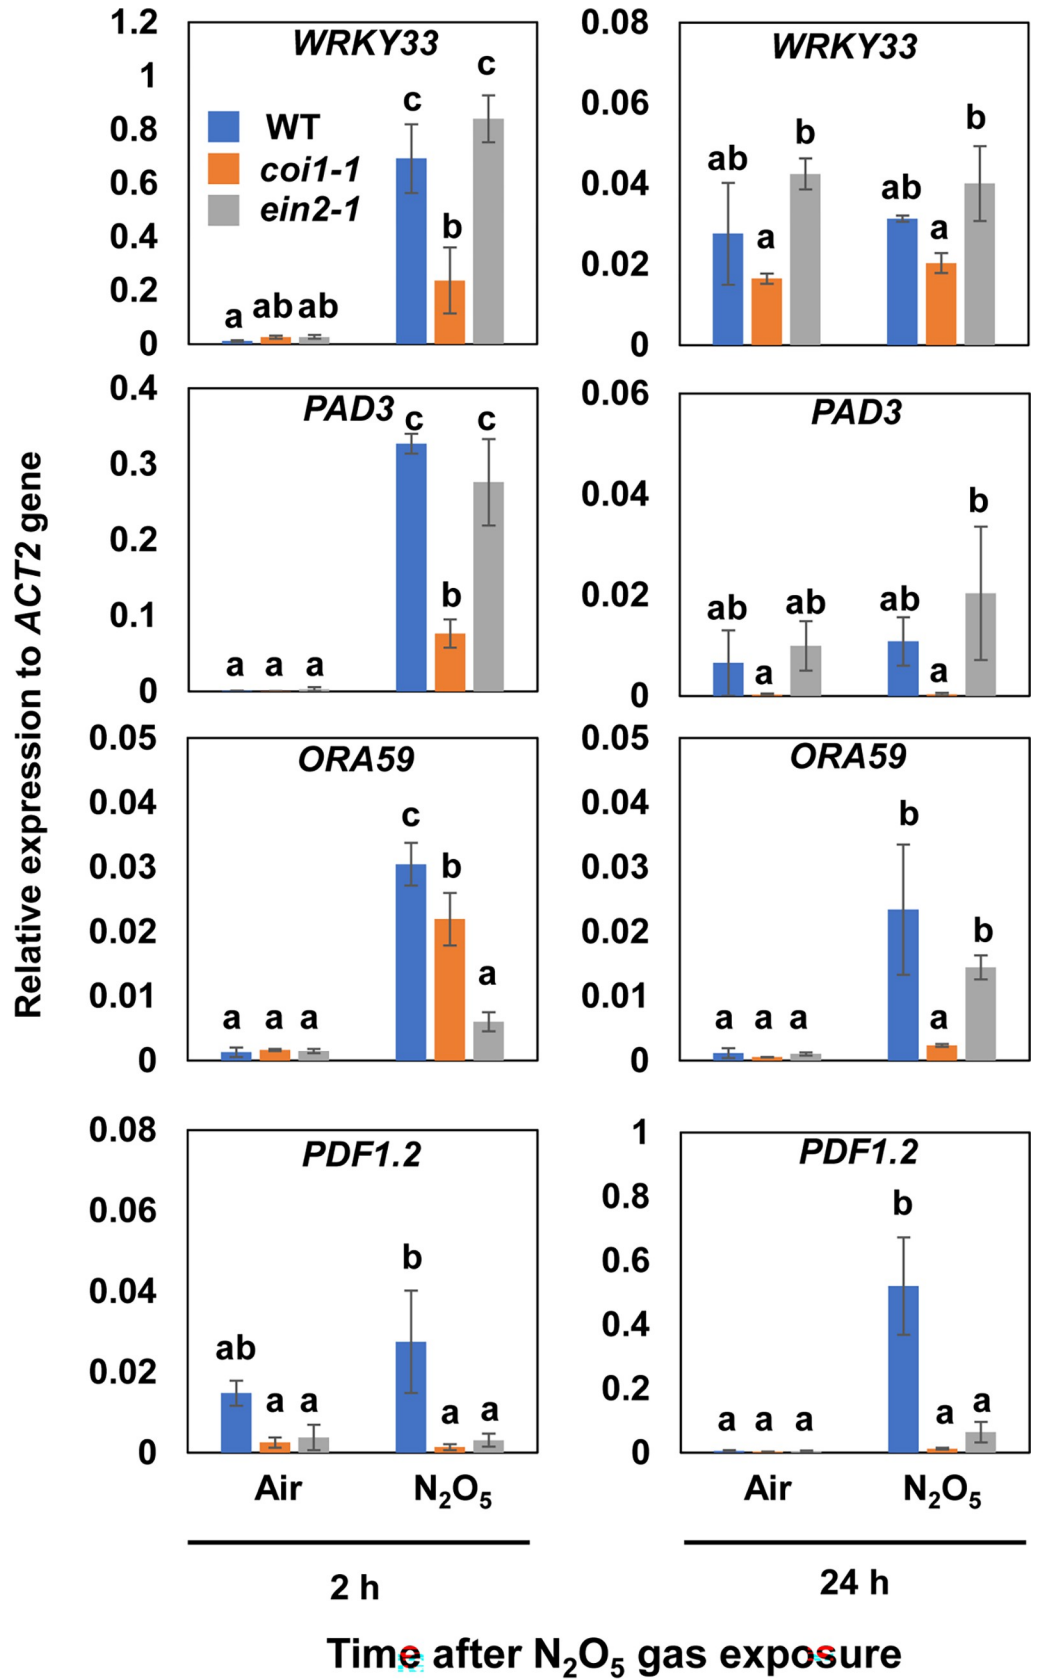 Relative expression to ACT2 gene
WRKY33
1.2
1
0.8
0.6
0.4
0.2
0
WT
coi1-1
ein2-1
a ab ab c b c
WRKY33
0.08
0.06
0.04
0.02
0
ab a b ab a b
PAD3
0.4
0.3
0.2
0.1
0
a a a c b c
PAD3
0.06
0.04
0.02
0
ab a ab ab a b
ORA59
0.05
0.04
0.03
0.02
0.01
0
a a a c b a
ORA59
0.05
0.04
0.03
0.02
0.01
0
a a a b a b
PDF1.2
0.08
0.06
0.04
0.02
0
ab a a b a a
Air N₂O₅
2 h
PDF1.2
1
0.8
0.6
0.4
0.2
0
a a a b a a
Air N₂O₅
24 h
Time after N₂O₅ gas exposure